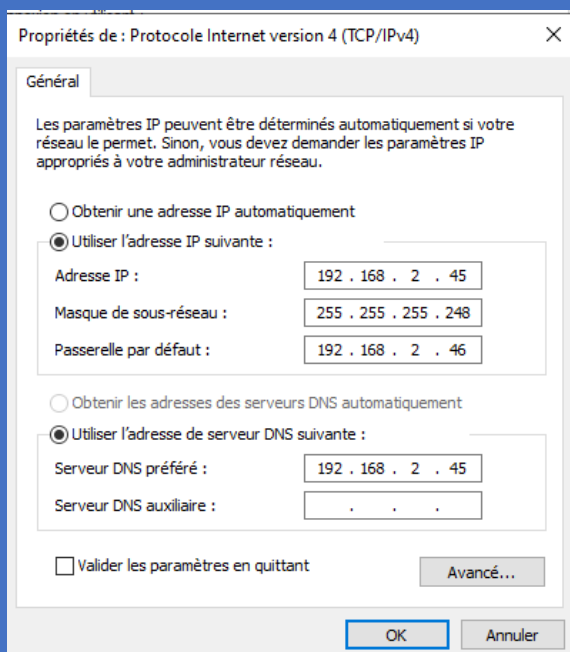 Propriétés de : Protocole Internet version 4 (TCP/IPv4)
Général
Les paramètres IP peuvent être déterminés automatiquement si votre
réseau le permet. Sinon, vous devez demander les paramètres IP
appropriés à votre administrateur réseau.
Obtenir une adresse IP automatiquement
Utiliser l'adresse IP suivante :
Adresse IP : 192 . 168 . 2 . 45
Masque de sous-réseau : 255 . 255 . 255 . 248
Passerelle par défaut : 192 . 168 . 2 . 46
Obtenir les adresses des serveurs DNS automatiquement
Utiliser l'adresse de serveur DNS suivante :
Serveur DNS préféré : 192 . 168 . 2 . 45
Serveur DNS auxiliaire : . . .
Valider les paramètres en quittant
Avancé...
OK Annuler